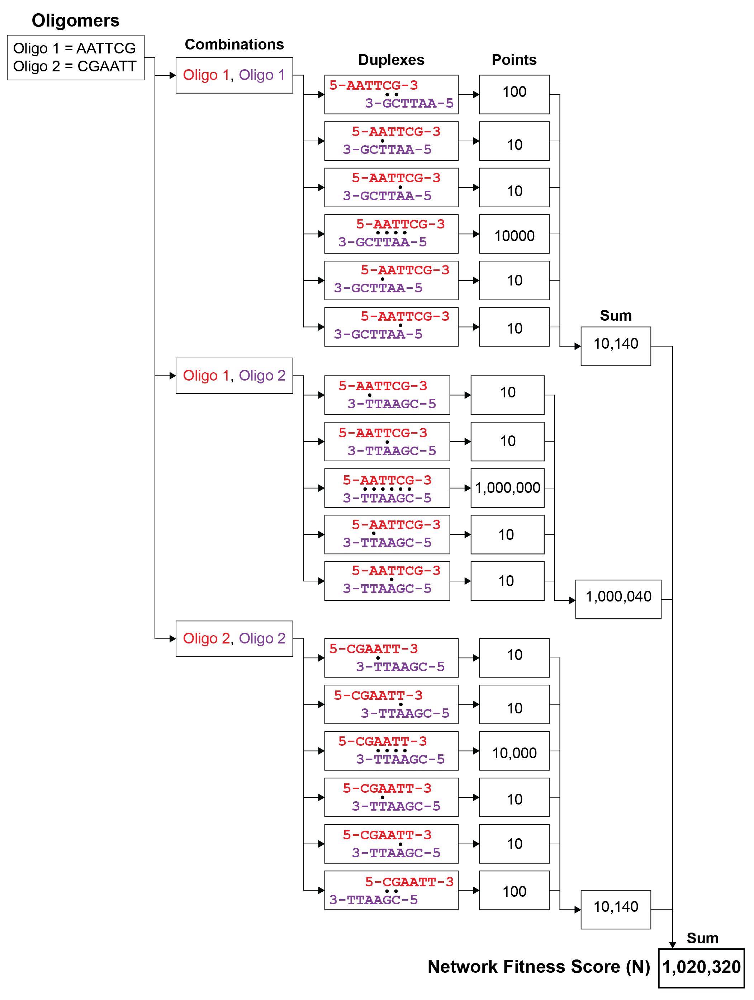 Oligomers
Oligo 1 = AATTCG
Oligo 2 = CGAATT
Combinations
Duplexes
Points
Oligo 1, Oligo 1
5-AATTCG-3
3-GCTTAA-5
100
5-AATTCG-3
3-GCTTAA-5
10
5-AATTCG-3
3-GCTTAA-5
10
5-AATTCG-3
3-GCTTAA-5
10000
5-AATTCG-3
3-GCTTAA-5
10
5-AATTCG-3
3-GCTTAA-5
10
Sum
10,140
Oligo 1, Oligo 2
5-AATTCG-3
3-TTAAGC-5
10
5-AATTCG-3
3-TTAAGC-5
10
5-AATTCG-3
3-TTAAGC-5
1,000,000
5-AATTCG-3
3-TTAAGC-5
10
5-AATTCG-3
3-TTAAGC-5
10
1,000,040
Oligo 2, Oligo 2
5-CGAATT-3
3-TTAAGC-5
10
5-CGAATT-3
3-TTAAGC-5
10
5-CGAATT-3
3-TTAAGC-5
10,000
5-CGAATT-3
3-TTAAGC-5
10
5-CGAATT-3
3-TTAAGC-5
10
5-CGAATT-3
3-TTAAGC-5
100
10,140
Sum
Network Fitness Score (N)
1,020,320